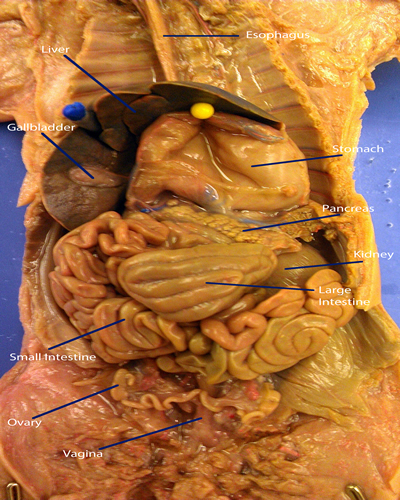 Esophagus
Liver
Gallbladder
Stomach
Pancreas
Kidney
Large
Intestine
Small Intestine
Ovary
Vagina